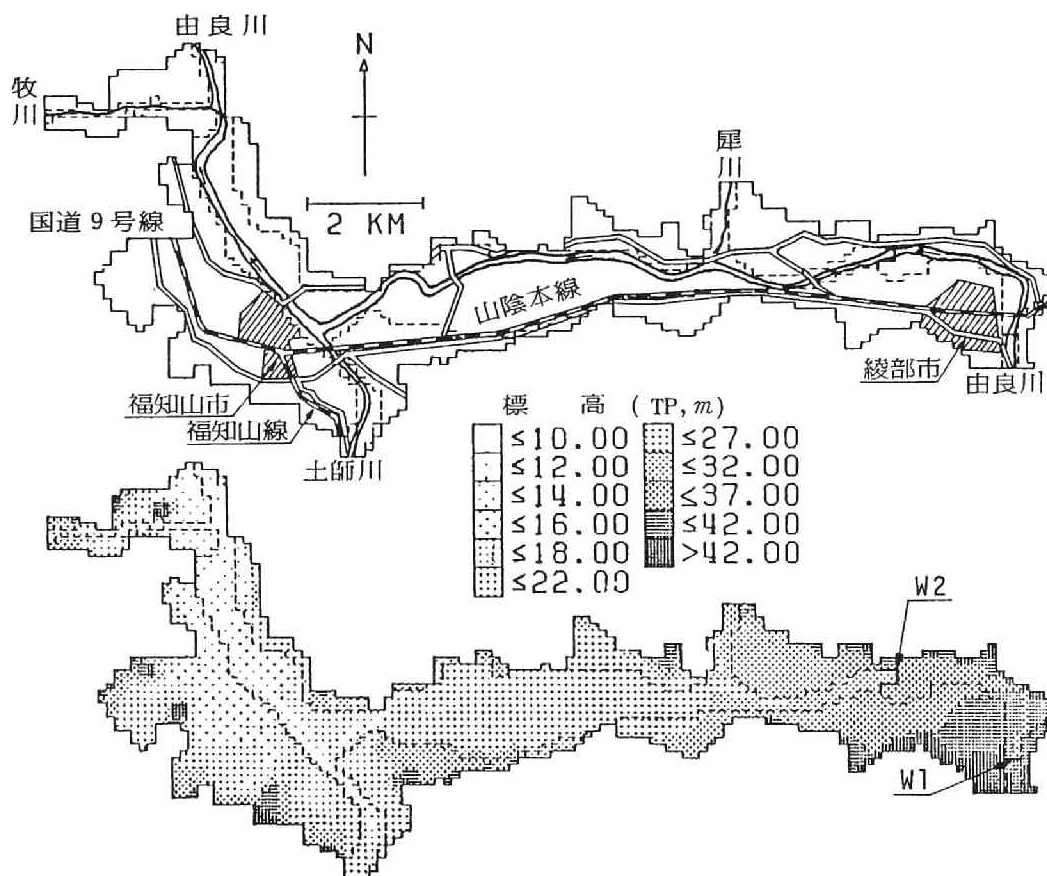 由良川
牧川
N
犀川
国道9号線
2 KM
山陰本線
福知山市
福知山線
土師川
綾部市
由良川
標 高 (TP,m)
≤10.00
≤12.00
≤14.00
≤16.00
≤18.00
≤22.00
≤27.00
≤32.00
≤37.00
≤42.00
>42.00
W2
W1